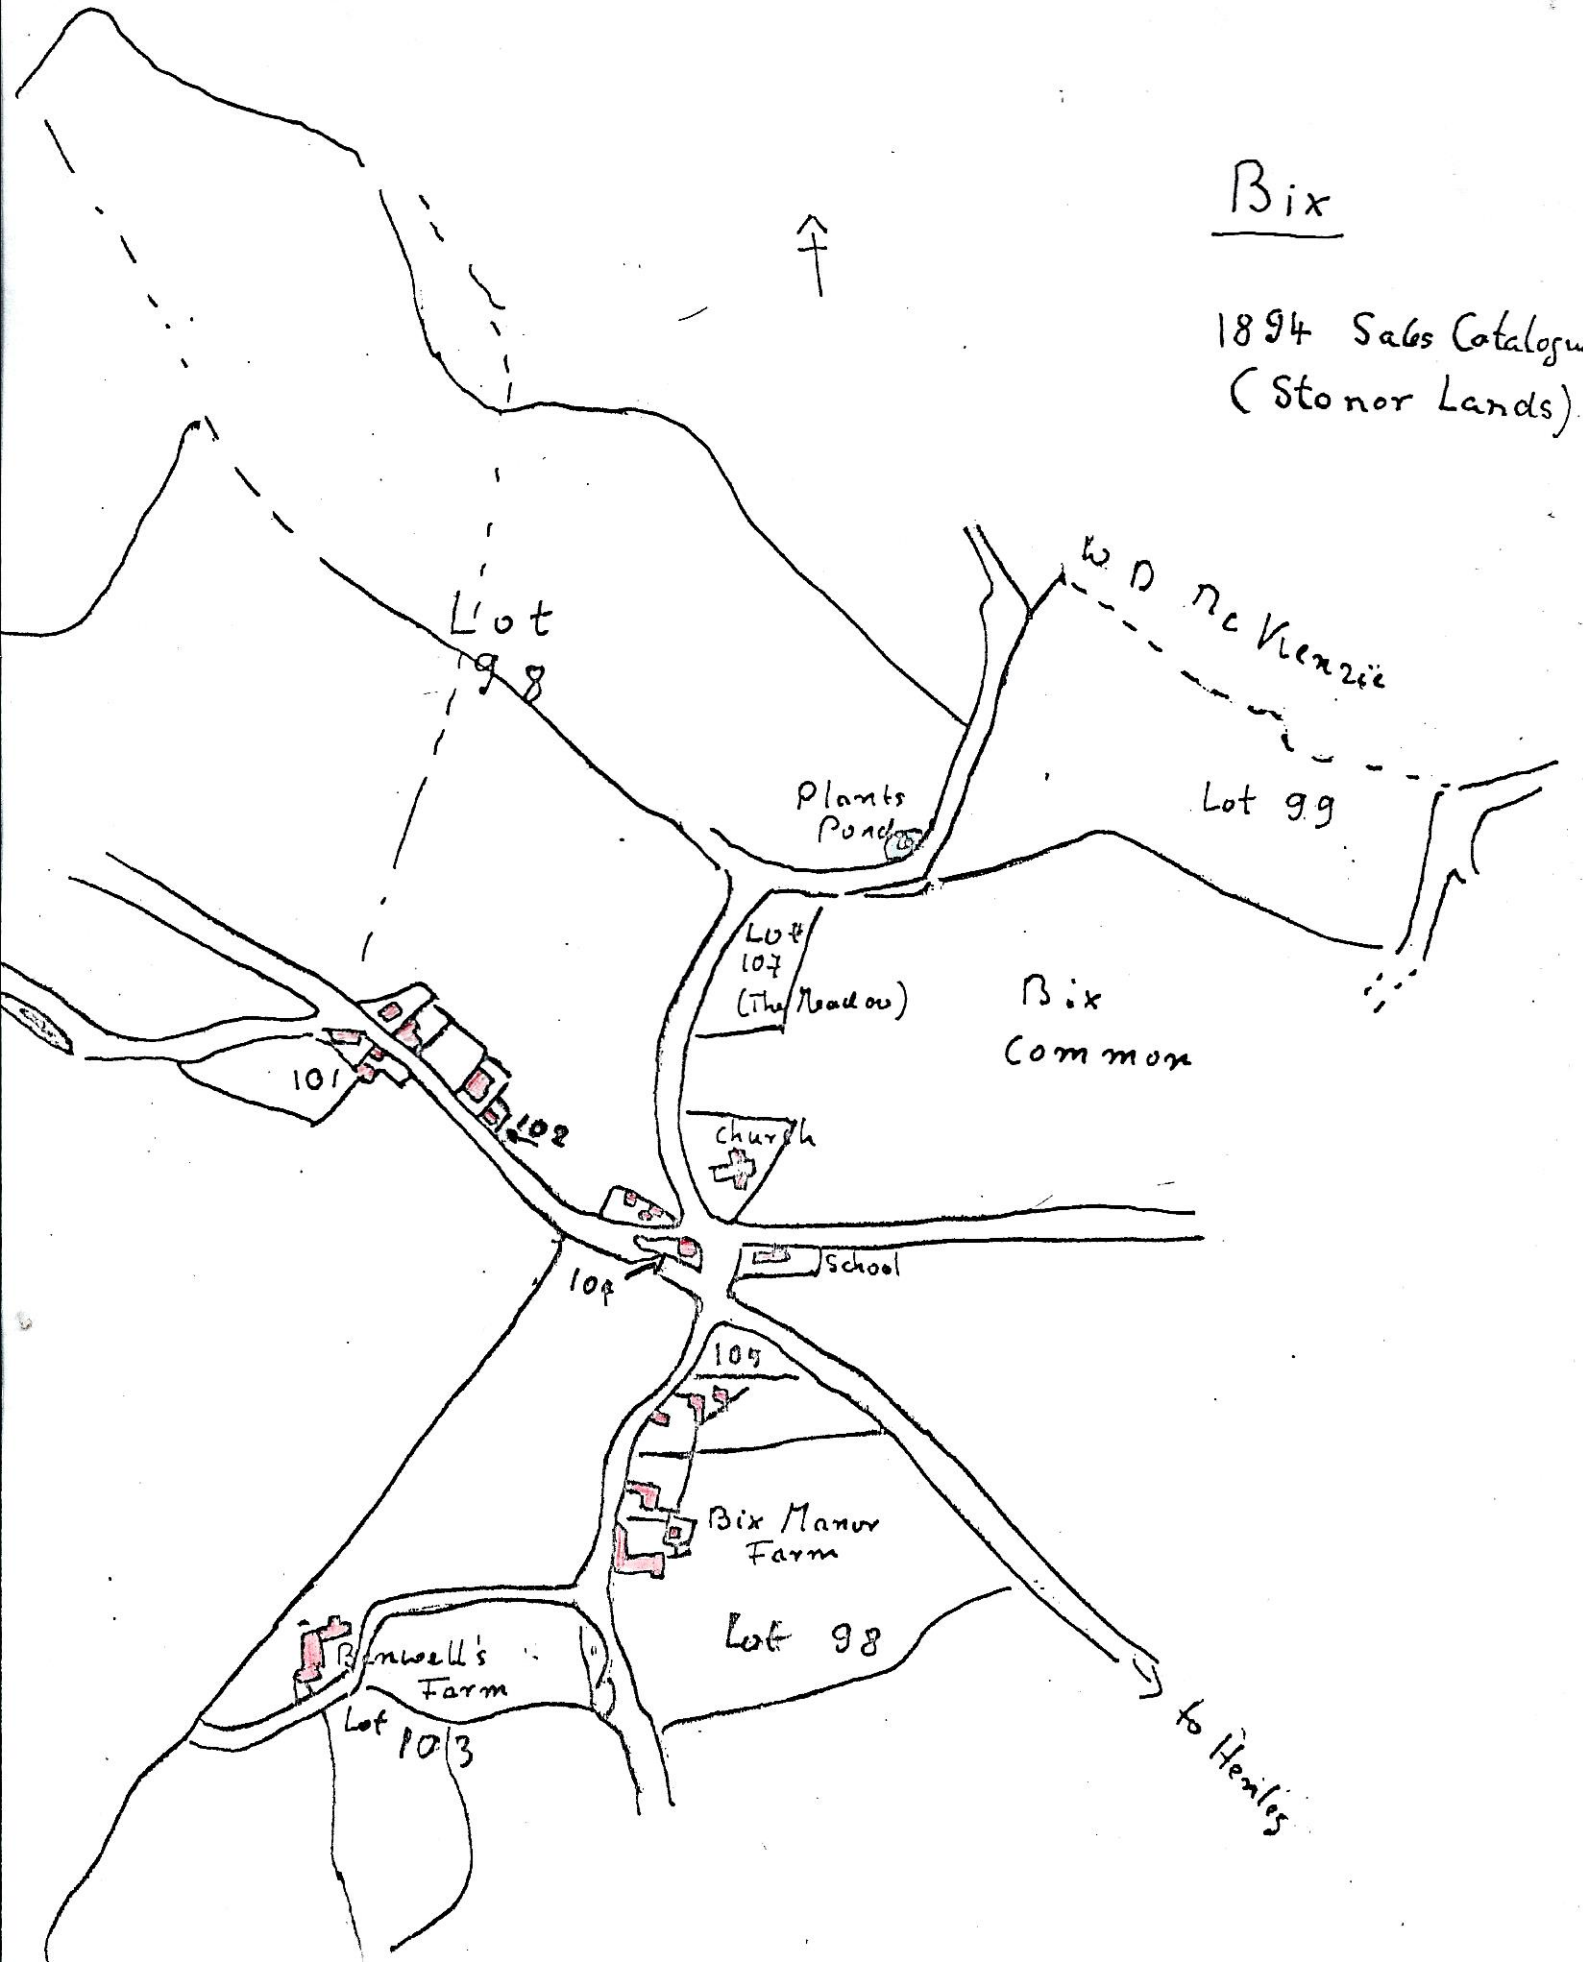 Bix
1894 Sales Catalogu
(Stonor Lands)
W D McKenzie
Lot
98
Plants
Pond
Lot 99
Lot
107
(The Meadow)
Bix
Common
101
102
Church
School
104
105
Bix Manor
Farm
Lot 98
Farm
Lot 103
to Henley